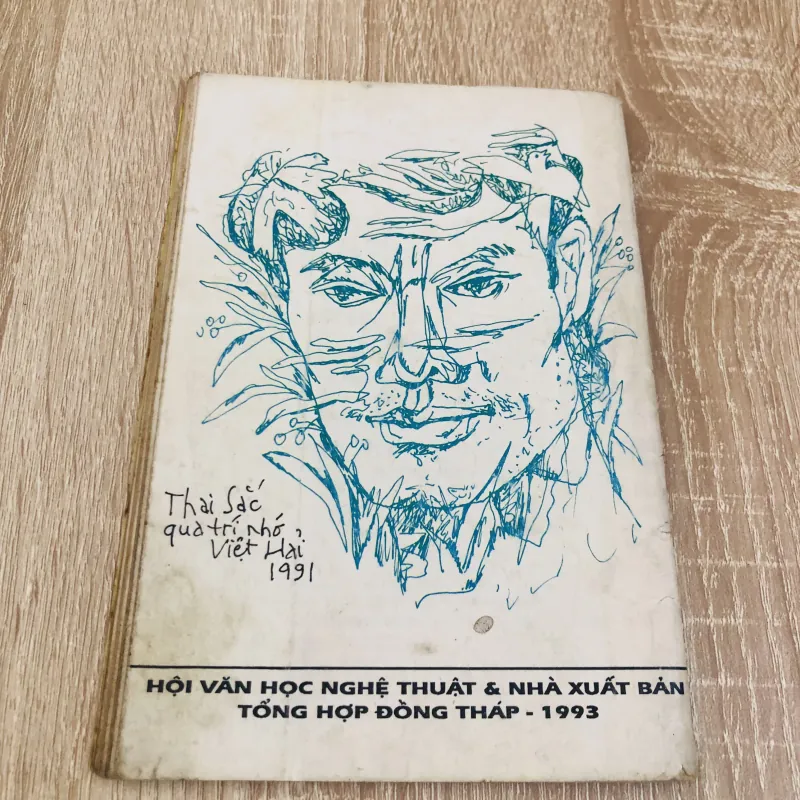 Thai Sắc
qua trí nhớ
Việt Hải
1991
HỘI VĂN HỌC NGHỆ THUẬT & NHÀ XUẤT BẢN
TỔNG HỢP ĐỒNG THÁP - 1993